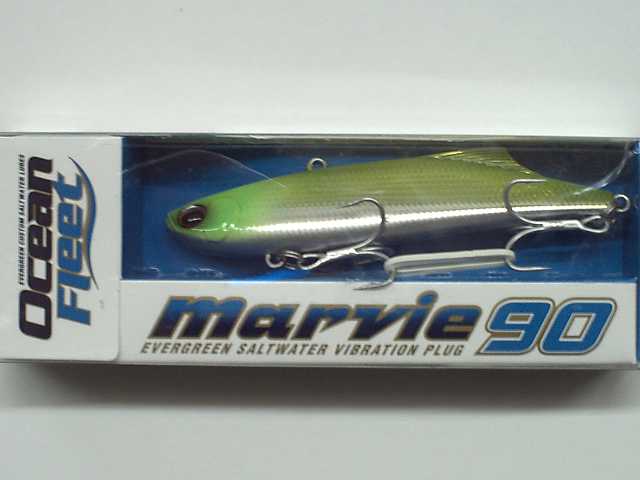 EVERGREEN CUSTOM SALTWATER LURES
Ocean
Fleet
marvie 90
EVERGREEN SALTWATER VIBRATION PLUG